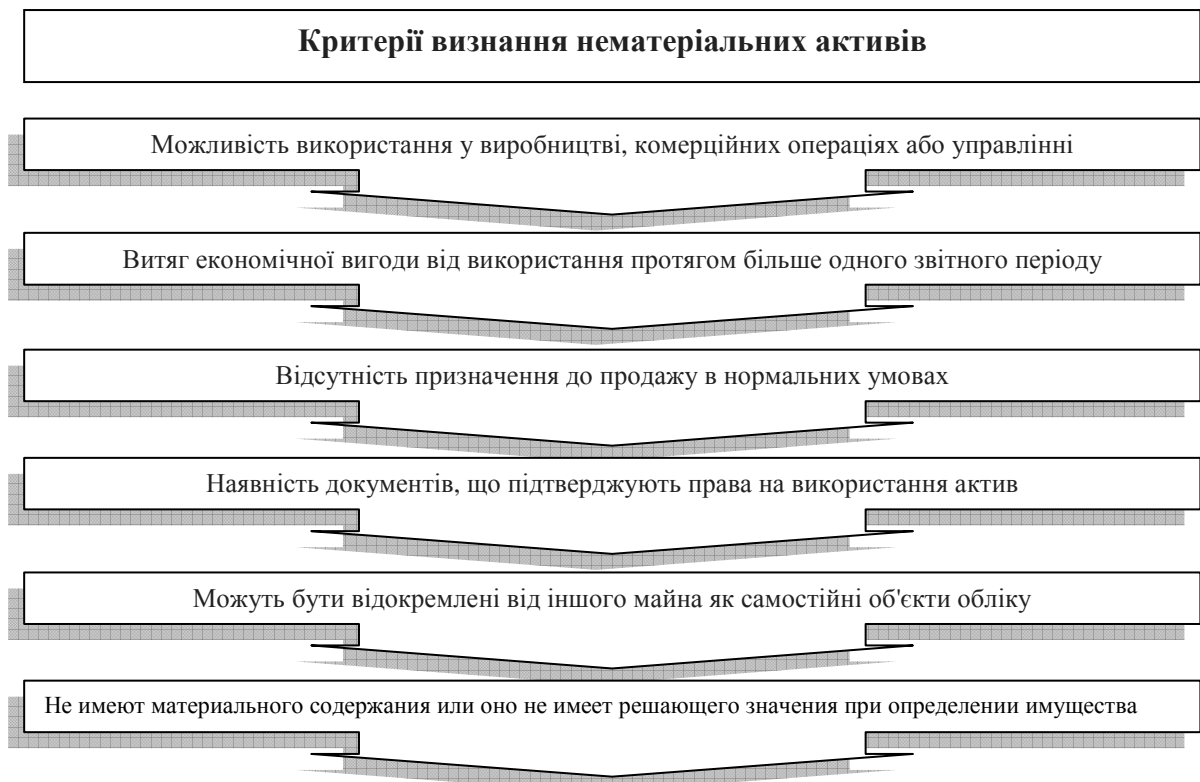 Критерії визнання нематеріальних активів
Можливість використання у виробництві, комерційних операціях або управлінні
Витяг економічної вигоди від використання протягом більше одного звітного періоду
Відсутність призначення до продажу в нормальних умовах
Наявність документів, що підтверджують права на використання актив
Можуть бути відокремлені від іншого майна як самостійні об'єкти обліку
Не имеют материального содержания или оно не имеет решающего значения при определении имущества